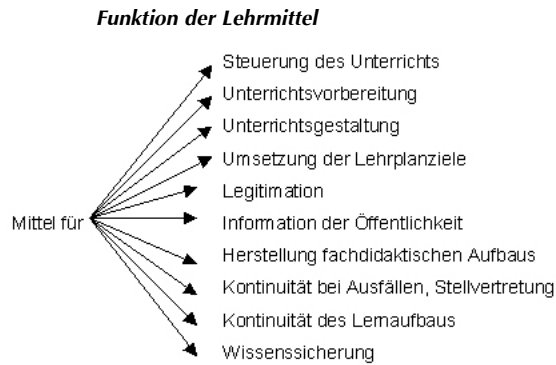 Funktion der Lehrmittel
Steuerung des Unterrichts
Unterrichtsvorbereitung
Unterrichtsgestaltung
Umsetzung der Lehrplanziele
Legitimation
Mittel für
Information der Öffentlichkeit
Herstellung fachdidaktischen Aufbaus
Kontinuität bei Ausfällen, Stellvertretung
Kontinuität des Lernaufbaus
Wissenssicherung